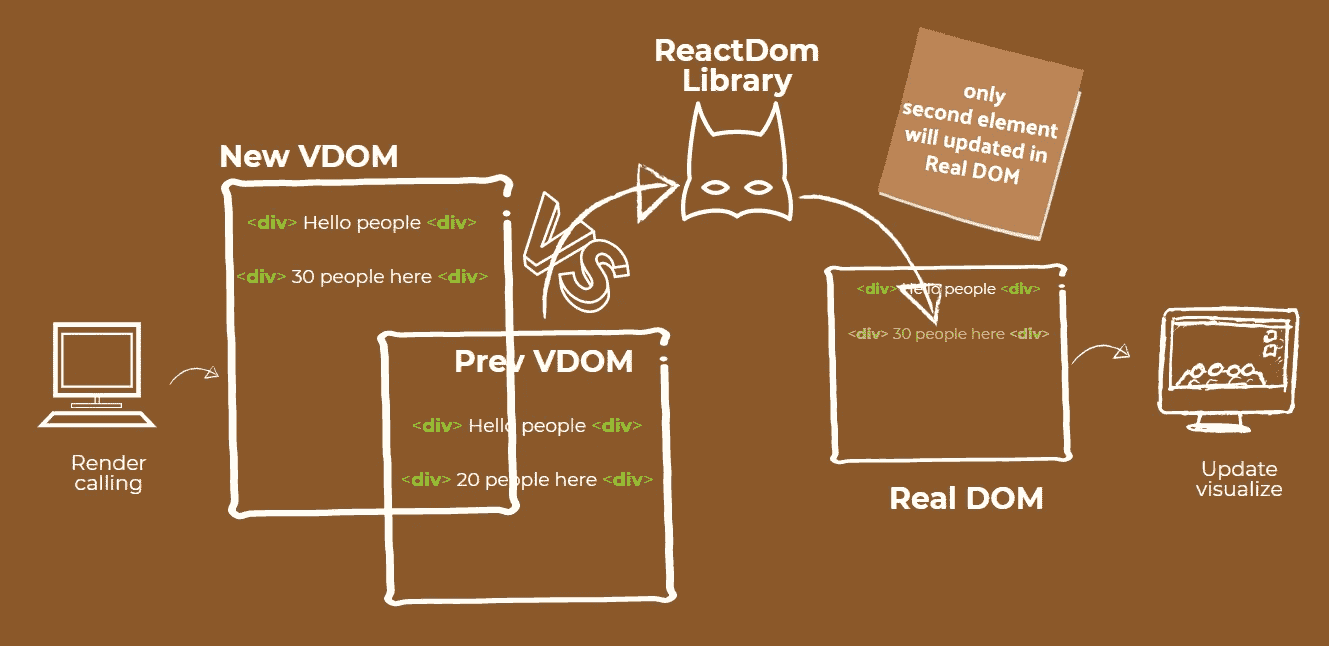 ReactDom
Library
only
second element
will updated in
Real DOM
New VDOM
<div> Hello people <div>
<div> 30 people here <div>
VS
Prev VDOM
<div> Hello people <div>
<div> 20 people here <div>
<div> Hello people <div>
<div> 30 people here <div>
Real DOM
Render
calling
Update
visualize